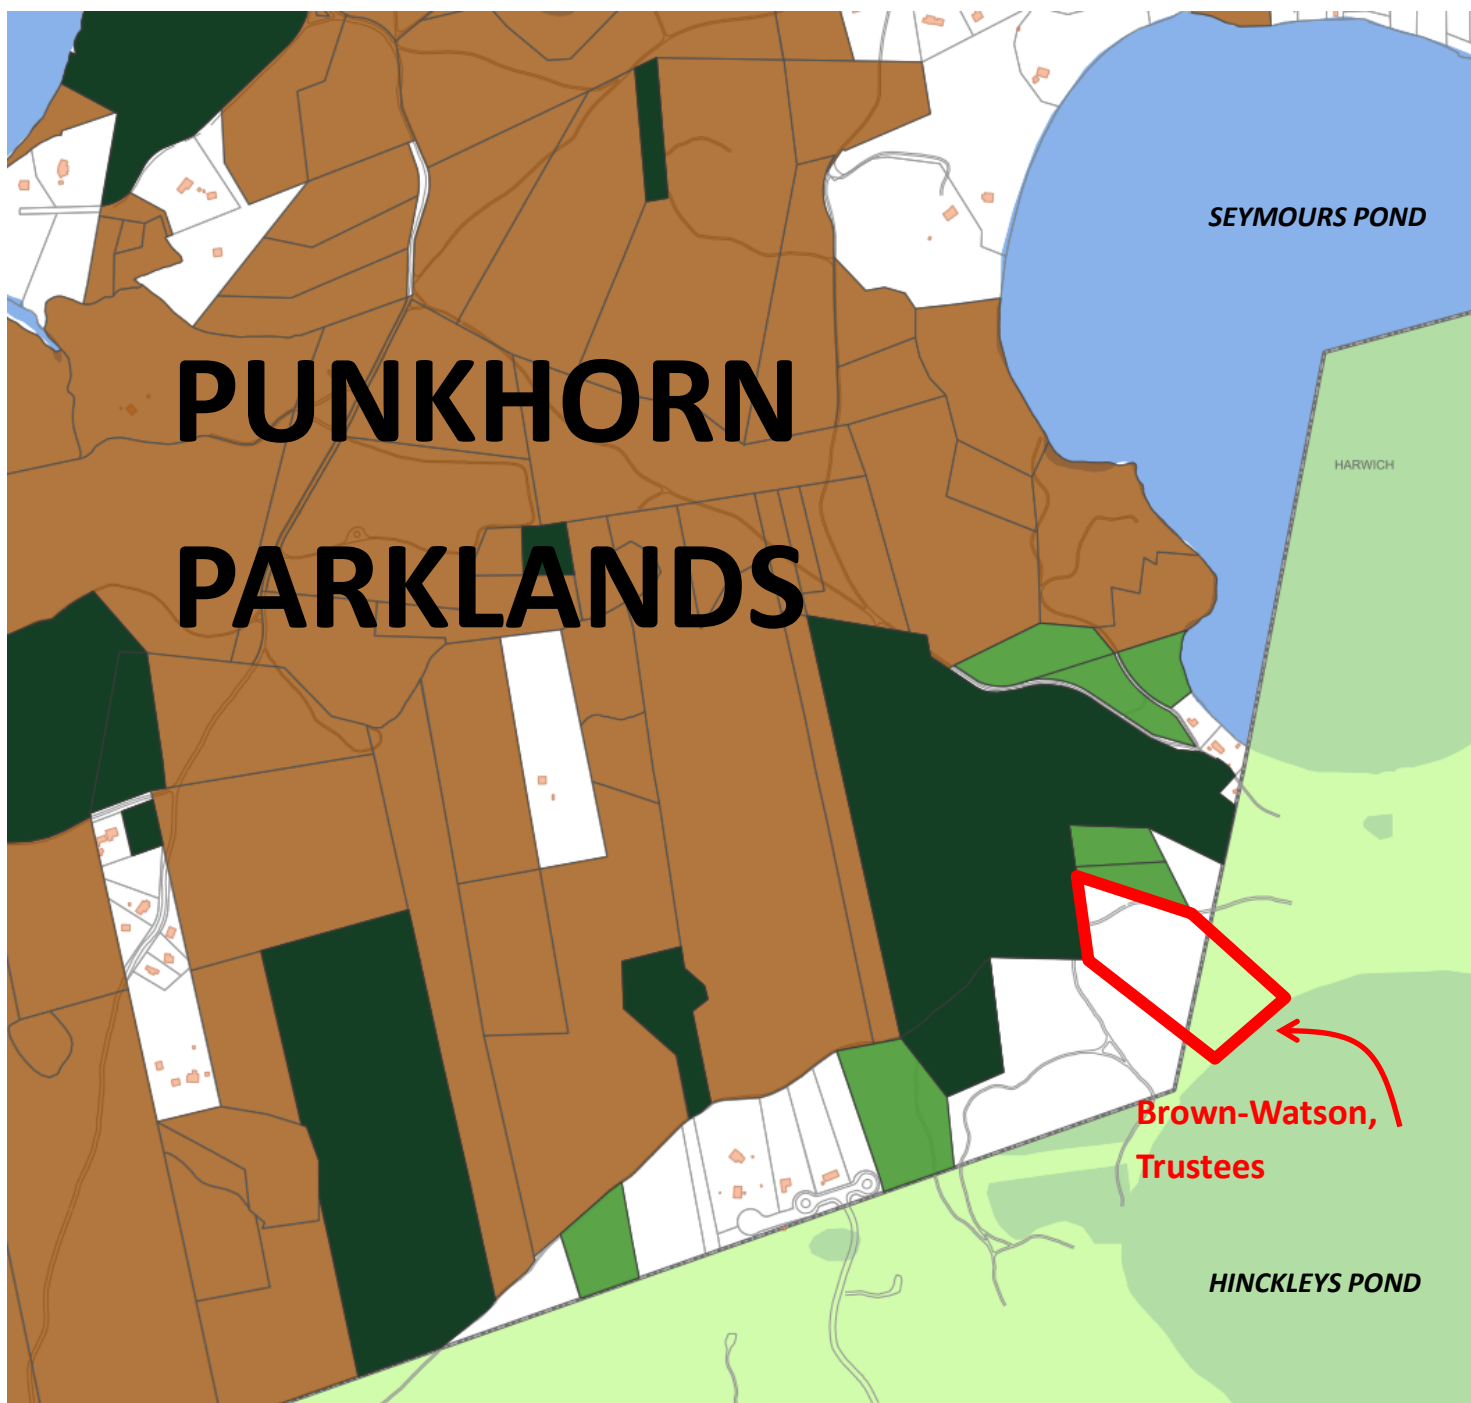 SEYMOURS POND
PUNKHORN
HARWICH
PARKLANDS
Brown-Watson,
Trustees
HINCKLEYS POND